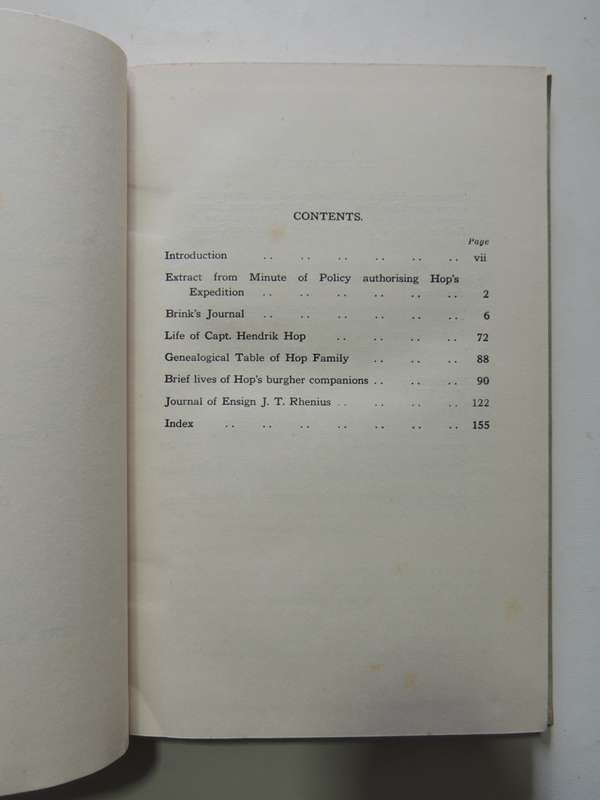 CONTENTS.
Page
Introduction .. .. .. .. .. .. vii
Extract from Minute of Policy authorising Hop's
Expedition .. .. .. .. .. .. 2
Brink's Journal .. .. .. .. .. .. 6
Life of Capt. Hendrik Hop .. .. .. .. 72
Genealogical Table of Hop Family .. .. .. 88
Brief lives of Hop's burgher companions .. .. .. 90
Journal of Ensign J. T. Rhenius .. .. .. .. 122
Index .. .. .. .. .. .. .. 155